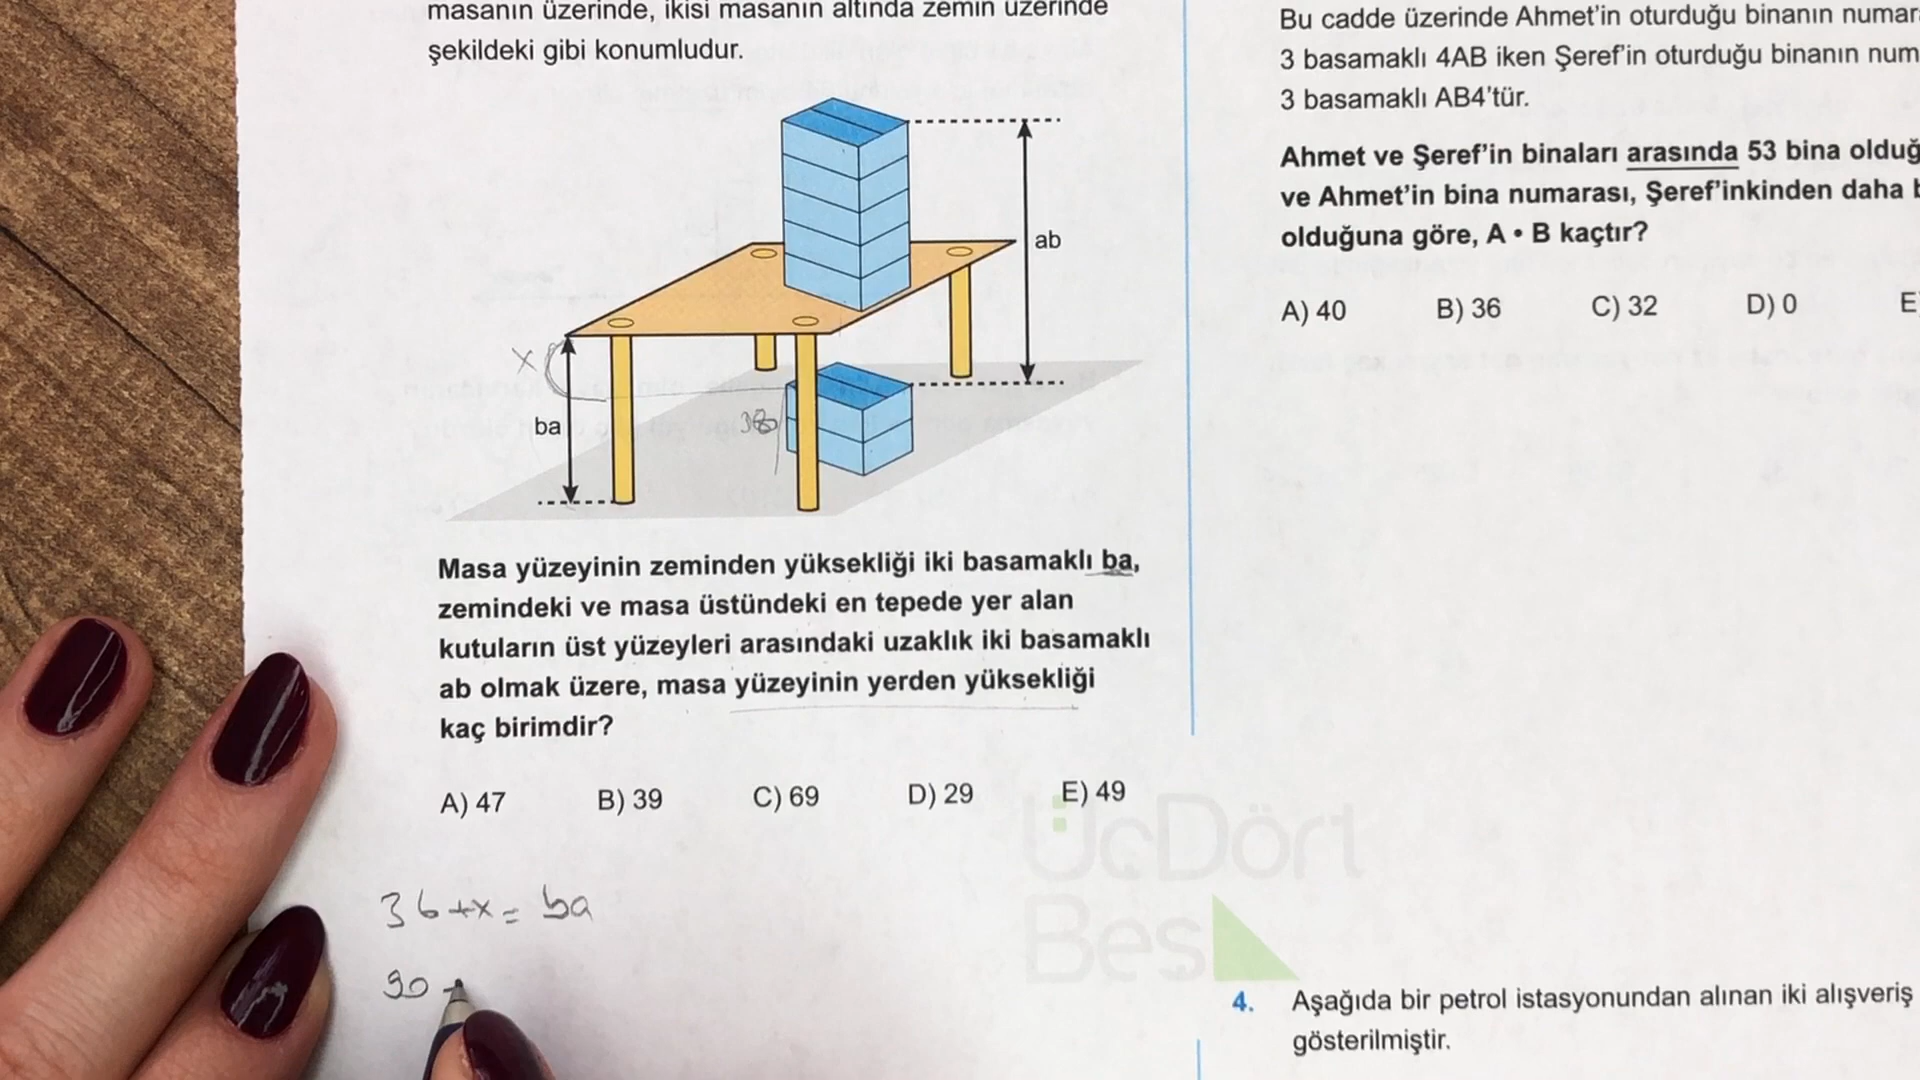 masanın üzerinde, ikisi masanın altında zemin üzerinde
şekildeki gibi konumludur.
ab
x
ba
38
Masa yüzeyinin zeminden yüksekliği iki basamaklı ba,
zemindeki ve masa üstündeki en tepede yer alan
kutuların üst yüzeyleri arasındaki uzaklık iki basamaklı
ab olmak üzere, masa yüzeyinin yerden yüksekliği
kaç birimdir?
A) 47 B) 39 C) 69 D) 29 E) 49
36+x= ba
90 +
ÜçDört
Beş
Bu cadde üzerinde Ahmet'in oturduğu binanın numar
3 basamaklı 4AB iken Şeref'in oturduğu binanın num
3 basamaklı AB4'tür.
Ahmet ve Şeref'in binaları arasında 53 bina olduğ
ve Ahmet'in bina numarası, Şeref'inkinden daha b
olduğuna göre, A • B kaçtır?
A) 40 B) 36 C) 32 D) 0 E)
4. Aşağıda bir petrol istasyonundan alınan iki alışveriş
gösterilmiştir.